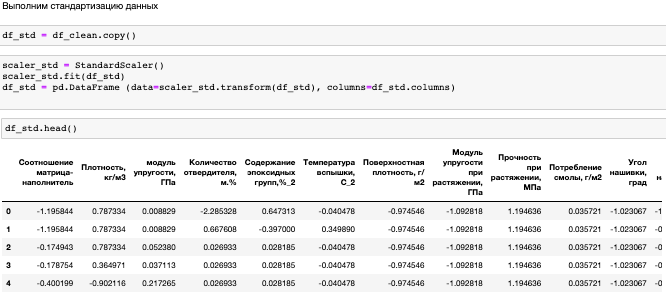 Выполним стандартизацию данных
df_std = df_clean.copy()
scaler_std = StandardScaler()
scaler_std.fit(df_std)
df_std = pd.DataFrame (data=scaler_std.transform(df_std), columns=df_std.columns)
df_std.head()
Соотношение матрица-наполнитель Плотность, кг/м3 модуль упругости, ГПа Количество отвердителя, м.% Содержание эпоксидных групп,%_2 Температура вспышки, С_2 Поверхностная плотность, г/м2 Модуль упругости при растяжении, ГПа Прочность при растяжении, МПа Потребление смолы, г/м2 Угол нашивки, град
0 -1.195844 0.787334 0.008829 -2.285328 0.647313 -0.040478 -0.974546 -1.092818 1.194636 0.035721 -1.023067 -1
1 -1.195844 0.787334 0.008829 0.667608 -0.397000 0.349890 -0.974546 -1.092818 1.194636 0.035721 -1.023067 -0
2 -0.174943 0.787334 0.052380 0.026933 0.028185 -0.040478 -0.974546 -1.092818 1.194636 0.035721 -1.023067 -0
3 -0.178754 0.364971 0.037113 0.026933 0.028185 -0.040478 -0.974546 -1.092818 1.194636 0.035721 -1.023067 -0
4 -0.400199 -0.902116 0.217265 0.026933 0.028185 -0.040478 -0.974546 -1.092818 1.194636 0.035721 -1.023067 -0